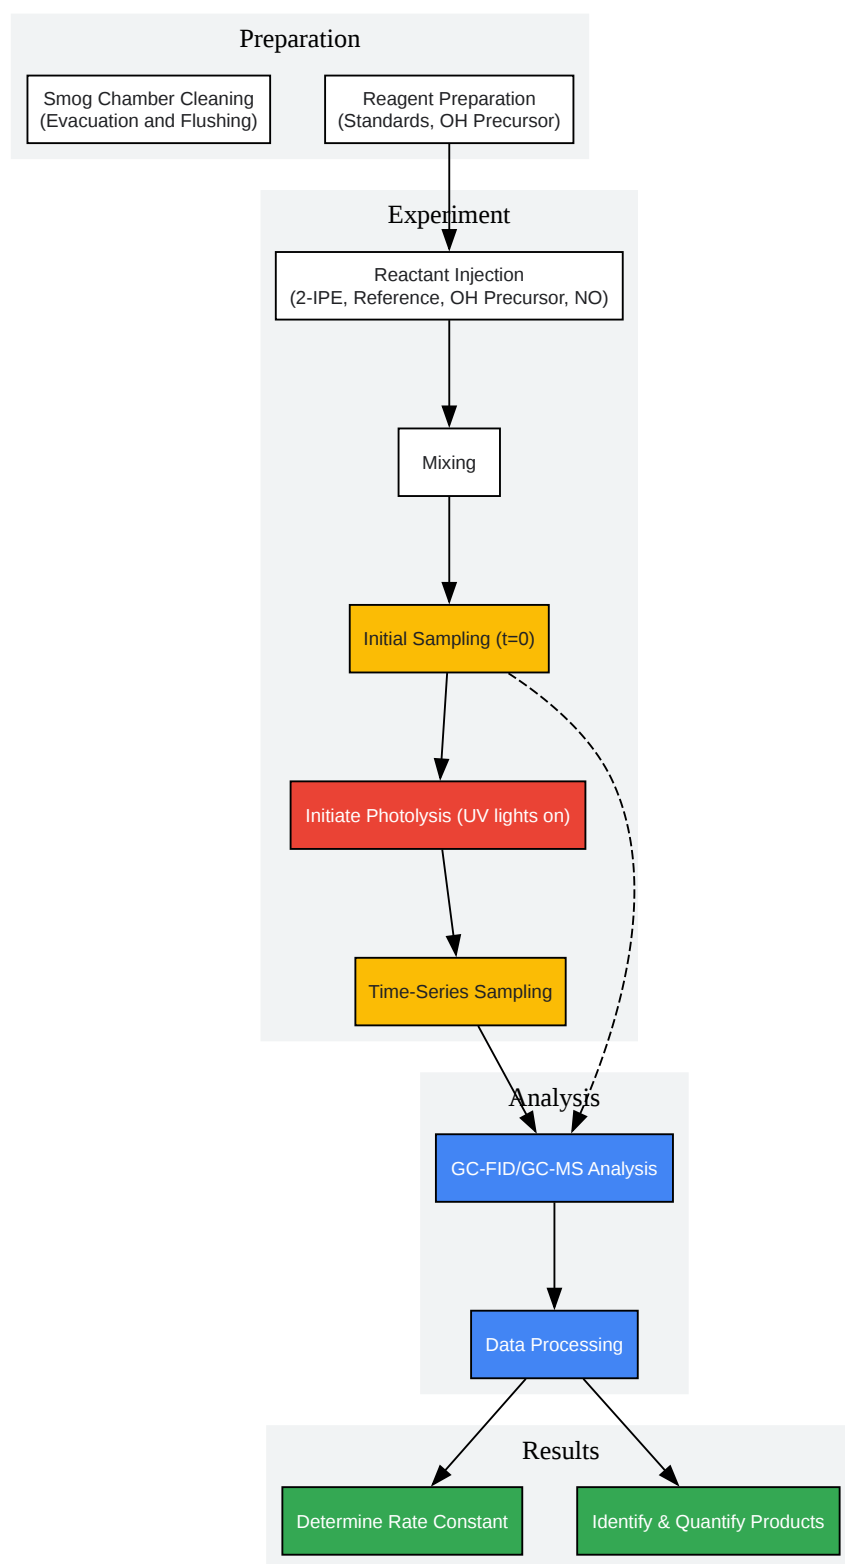 Preparation
Smog Chamber Cleaning
(Evacuation and Flushing)
Reagent Preparation
(Standards, OH Precursor)
Experiment
Reactant Injection
(2-IPE, Reference, OH Precursor, NO)
Mixing
Initial Sampling (t=0)
Initiate Photolysis (UV lights on)
Time-Series Sampling
Analysis
GC-FID/GC-MS Analysis
Data Processing
Results
Determine Rate Constant
Identify & Quantify Products